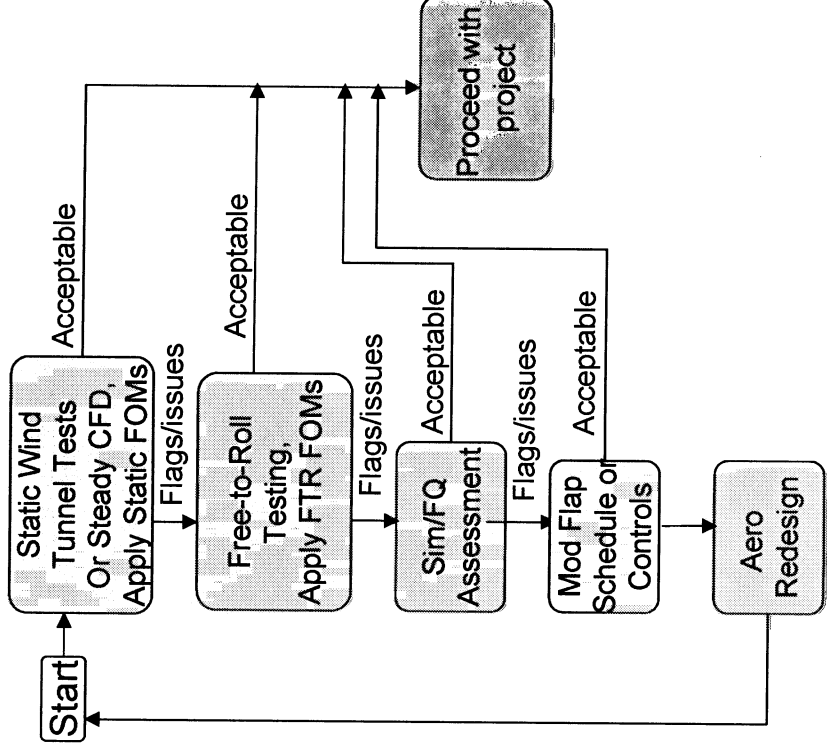 Start
Static Wind
Tunnel Tests
Or Steady CFD,
Apply Static FOMs
Acceptable
Flags/issues
Free-to-Roll
Testing,
Apply FTR FOMs
Acceptable
Flags/issues
Sim/FQ
Assessment
Acceptable
Flags/issues
Mod Flap
Schedule or
Controls
Acceptable
Aero
Redesign
Proceed with
project